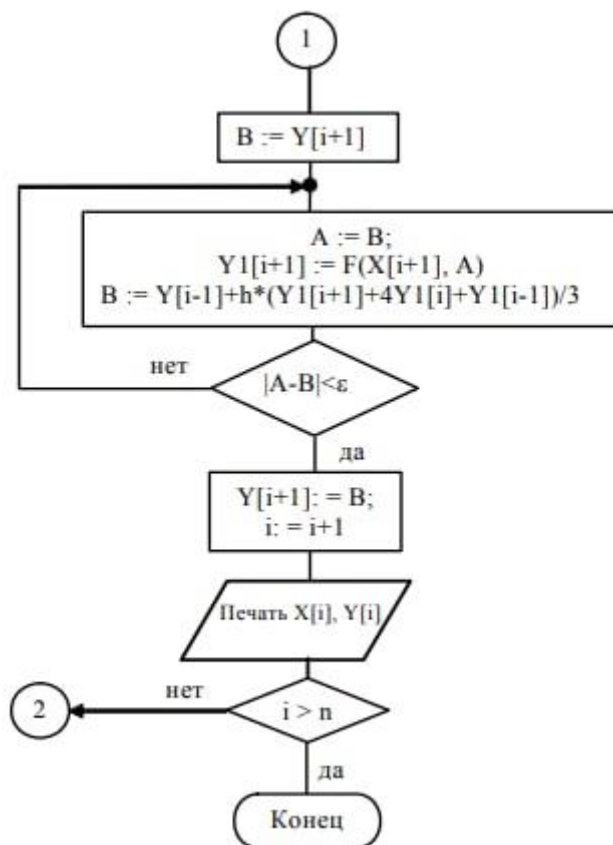 1
B := Y[i+1]
A := B;
Y1[i+1] := F(X[i+1], A)
B := Y[i-1]+h*(Y1[i+1]+4Y1[i]+Y1[i-1])/3
нет
|A-B|<ε
да
Y[i+1]: = B;
i: = i+1
Печать X[i], Y[i]
нет
2
i > n
да
Конец